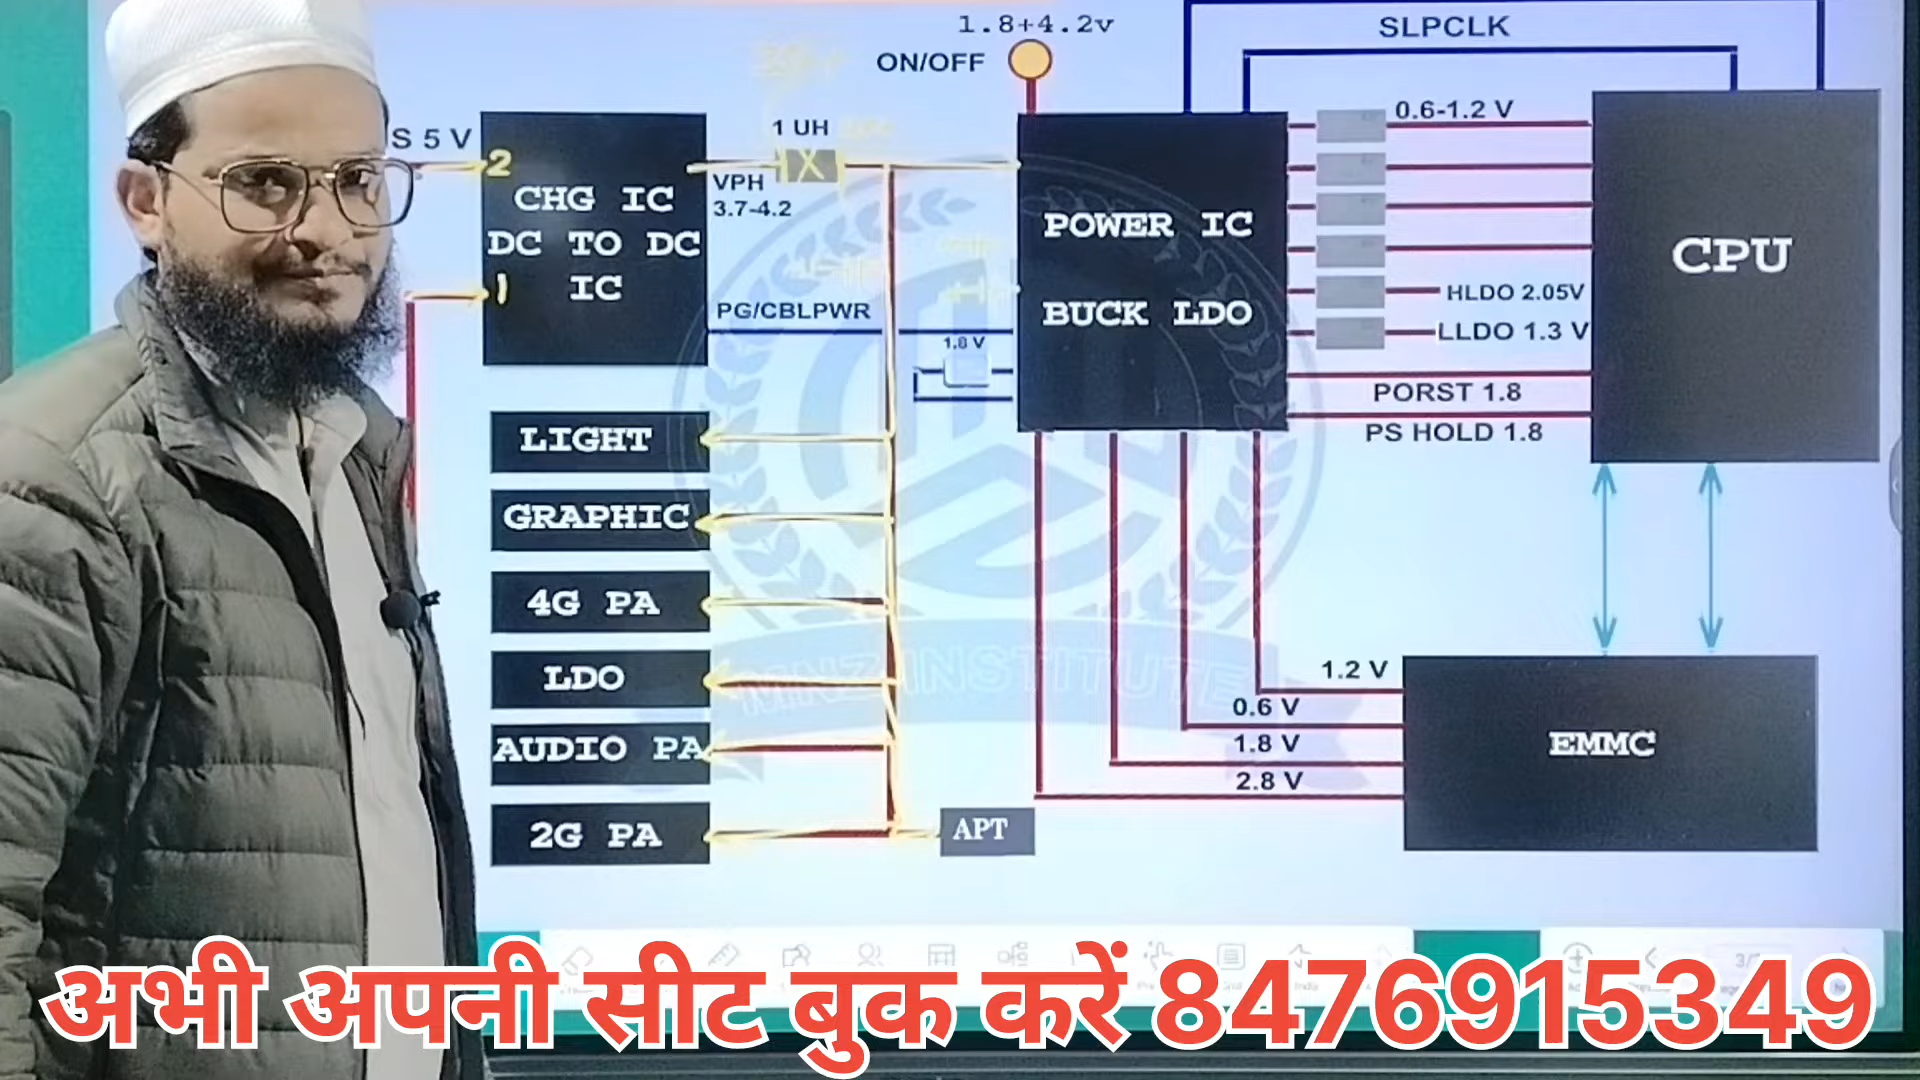 1.8+4.2v
ON/OFF
SLPCLK
S 5 V
2
CHG IC
DC TO DC
IC
1
1 UH
X
VPH
3.7-4.2
PG/CBLPWR
1.8 V
POWER IC
BUCK LDO
0.6-1.2 V
HLDO 2.05V
LLDO 1.3 V
PORST 1.8
PS HOLD 1.8
CPU
LIGHT
GRAPHIC
4G PA
LDO
AUDIO PA
2G PA
APT
MNZ INSTITUTE
1.2 V
0.6 V
1.8 V
2.8 V
EMMC
अभी अपनी सीट बुक करें 8476915349